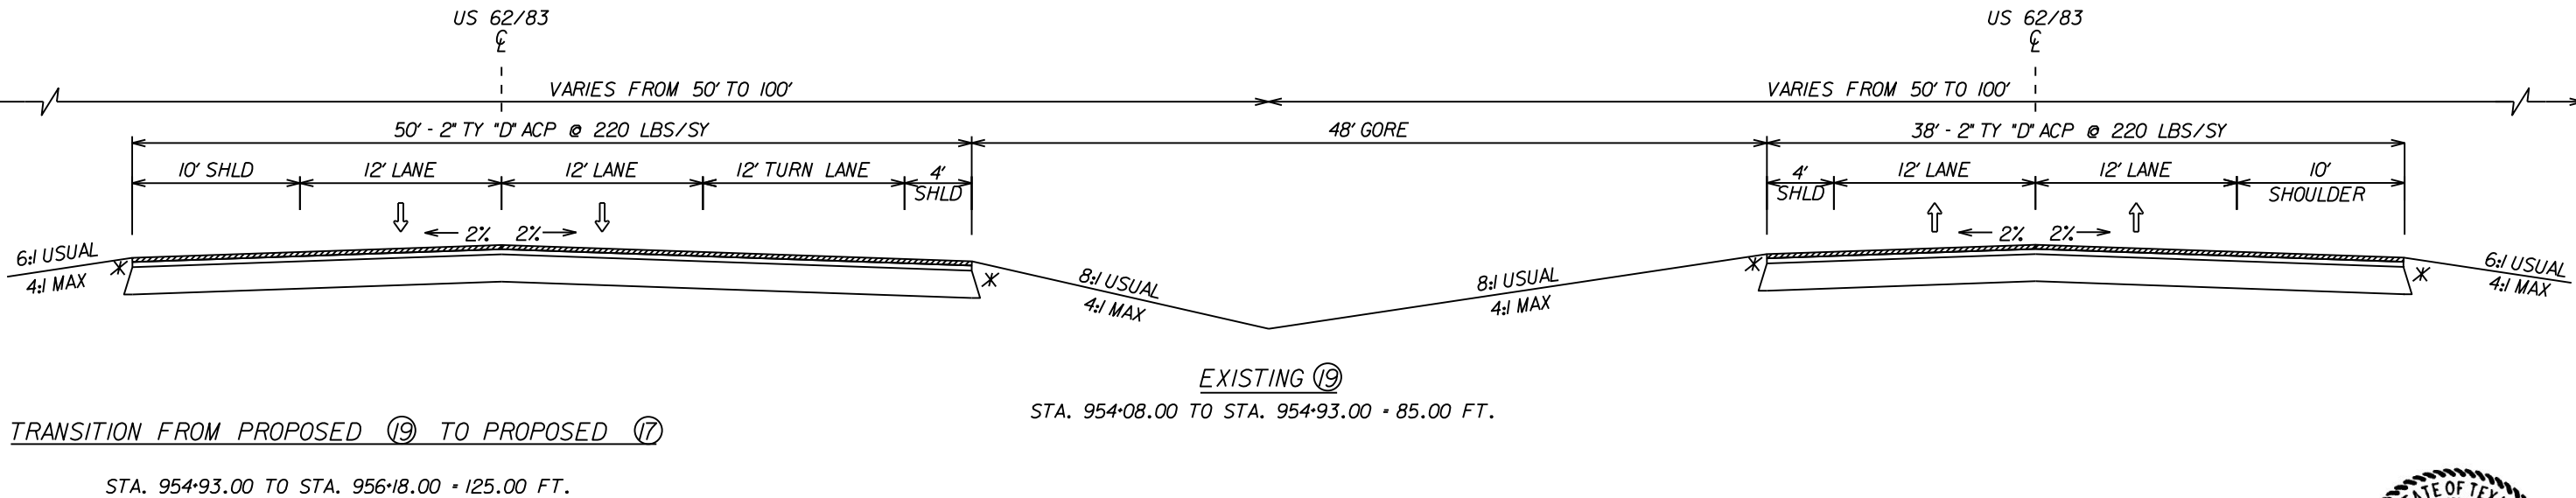 US 62/83
℄
US 62/83
℄
VARIES FROM 50' TO 100'
VARIES FROM 50' TO 100'
50' - 2" TY "D" ACP @ 220 LBS/SY
48' GORE
38' - 2" TY "D" ACP @ 220 LBS/SY
10' SHLD
12' LANE
12' LANE
12' TURN LANE
4'
SHLD
4'
SHLD
12' LANE
12' LANE
10'
SHOULDER
2%
2%
2%
2%
6:1 USUAL
4:1 MAX
8:1 USUAL
4:1 MAX
8:1 USUAL
4:1 MAX
6:1 USUAL
4:1 MAX
EXISTING 19
STA. 954+08.00 TO STA. 954+93.00 = 85.00 FT.
TRANSITION FROM PROPOSED 19 TO PROPOSED 17
STA. 954+93.00 TO STA. 956+18.00 = 125.00 FT.